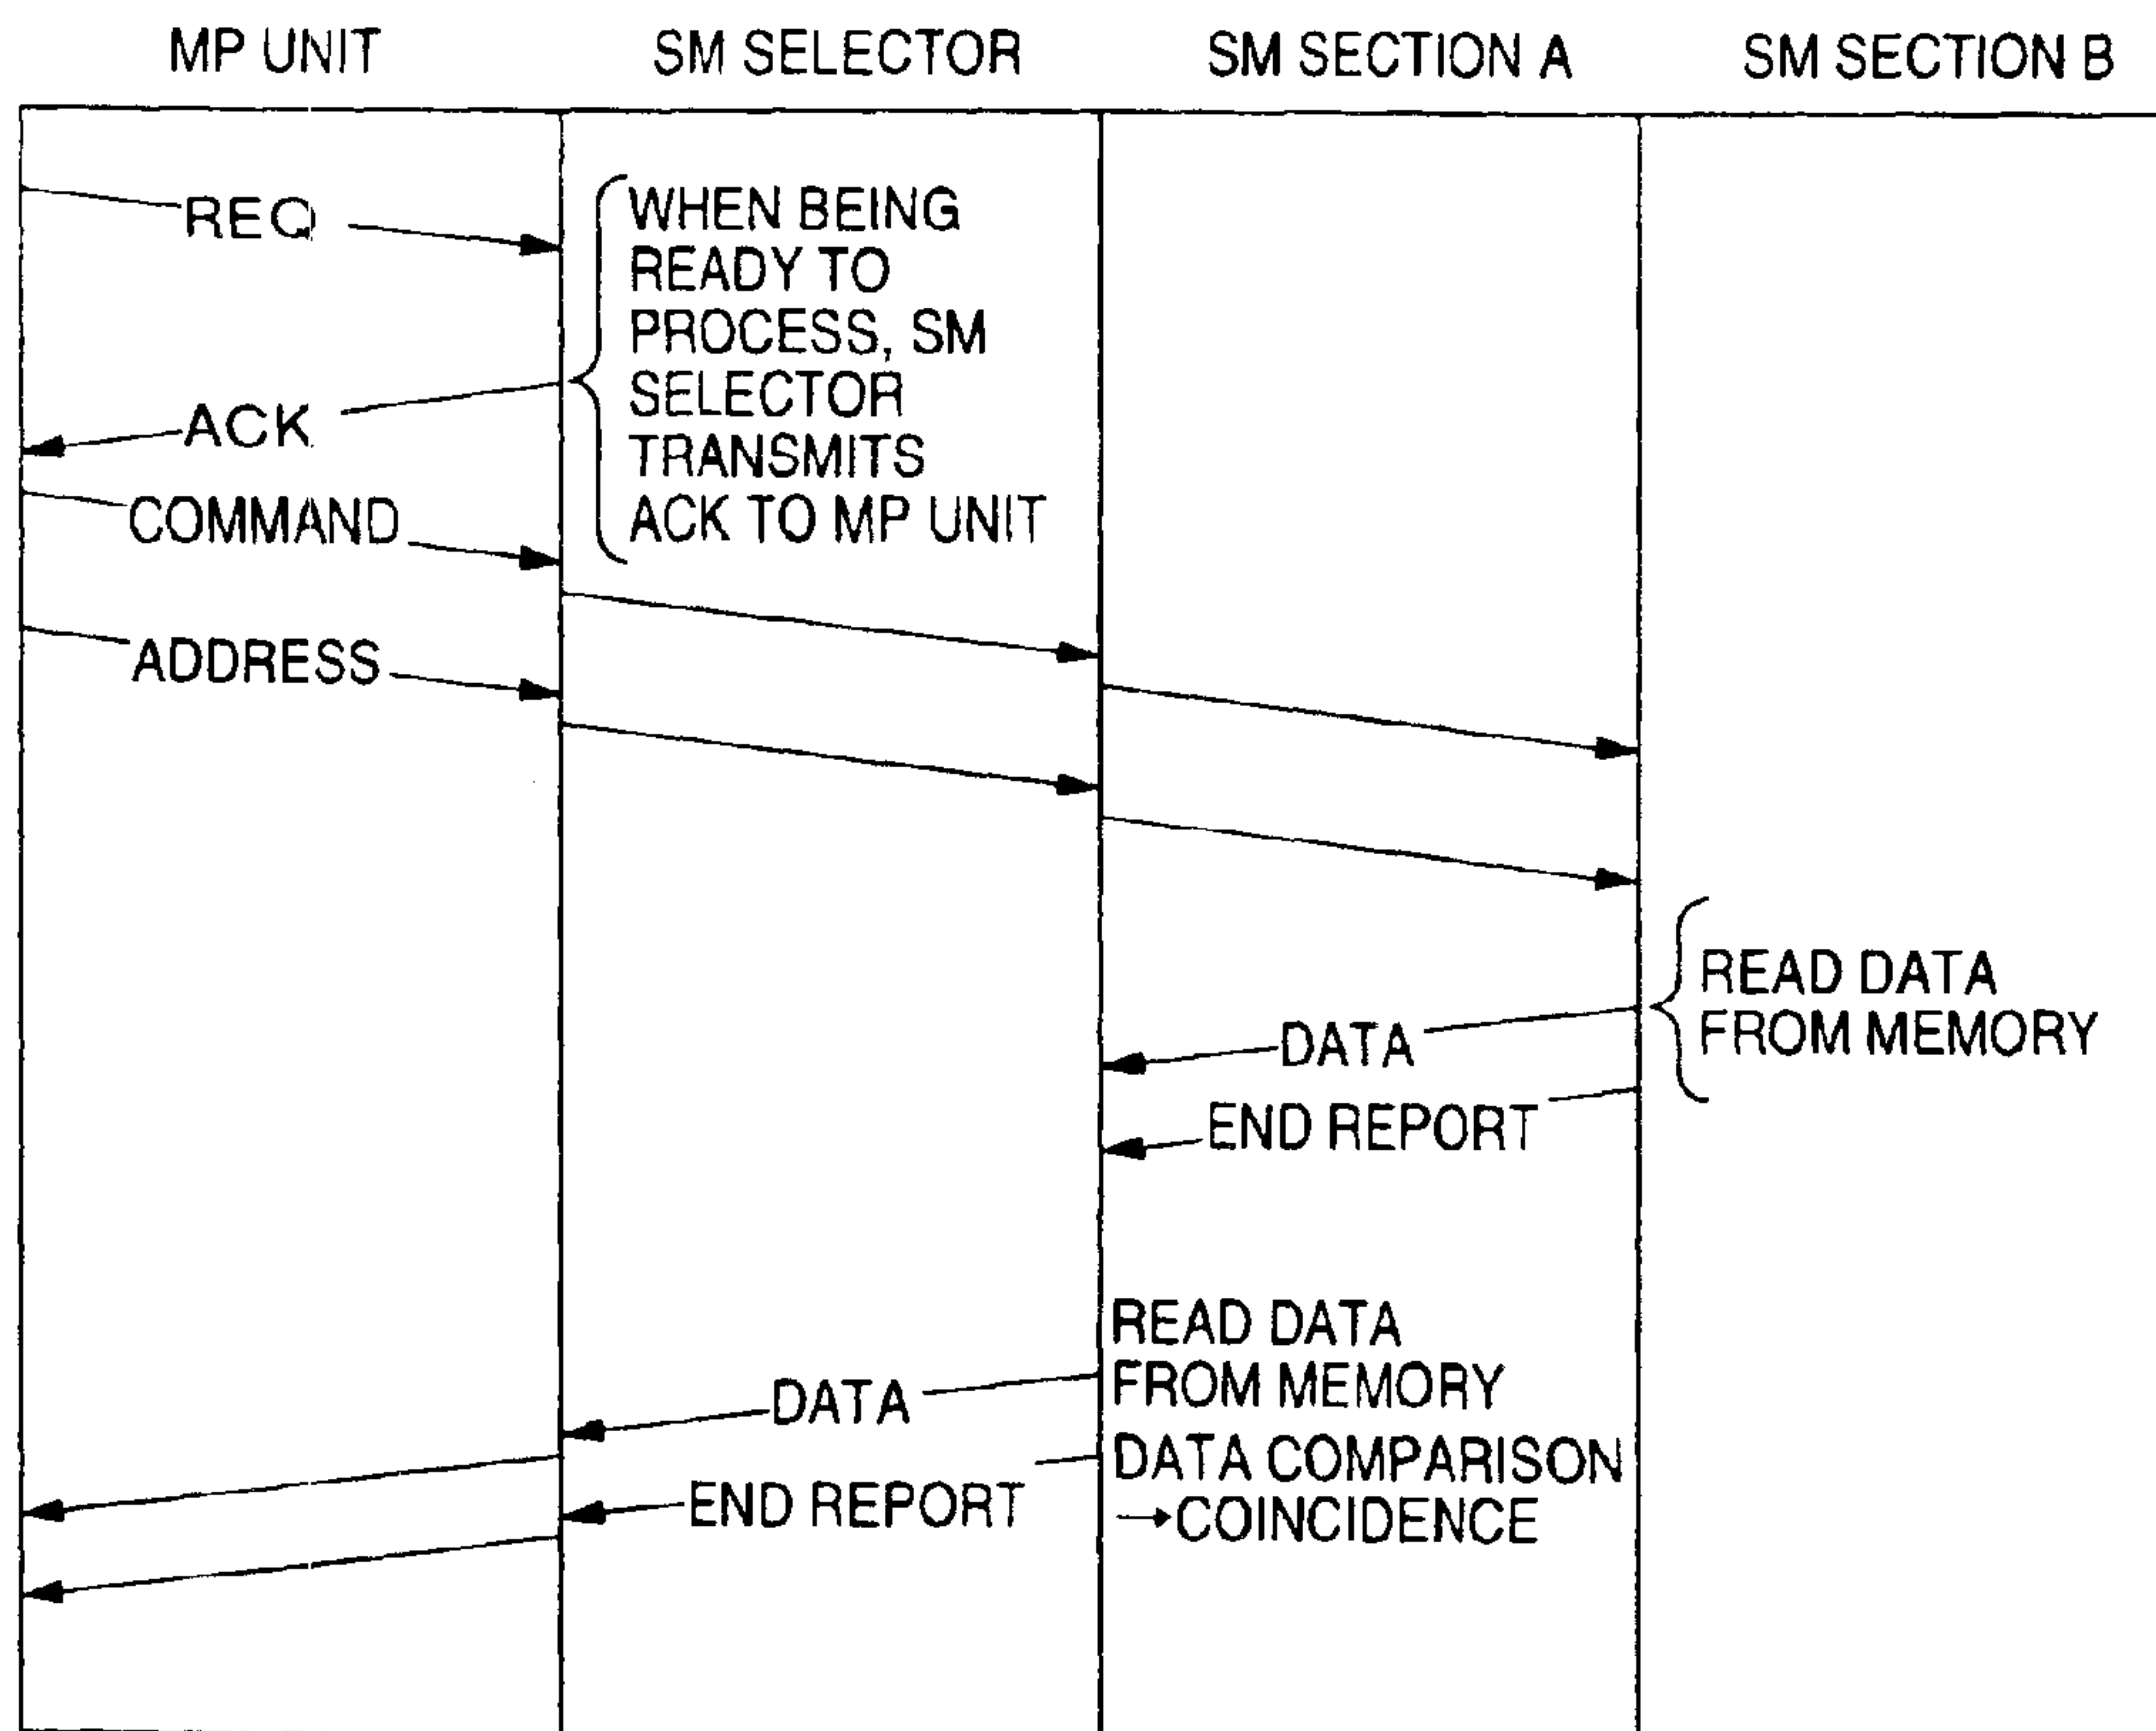 MP UNIT
SM SELECTOR
SM SECTION A
SM SECTION B
REQ
WHEN BEING
READY TO
PROCESS, SM
SELECTOR
TRANSMITS
ACK TO MP UNIT
ACK
COMMAND
ADDRESS
READ DATA
FROM MEMORY
DATA
END REPORT
READ DATA
FROM MEMORY
DATA
DATA COMPARISON
→COINCIDENCE
END REPORT